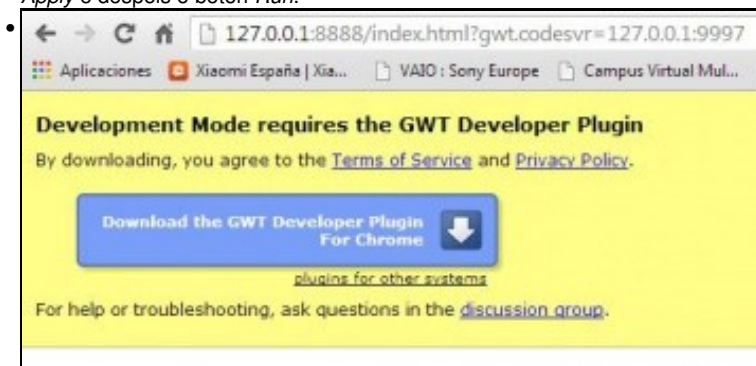 Apply e despois o botón Run.
127.0.0.1:8888/index.html?gwt.codesvr=127.0.0.1:9997
Aplicaciones Xiaomi España | Xia... VAIO : Sony Europe Campus Virtual Mul...
Development Mode requires the GWT Developer Plugin
By downloading, you agree to the Terms of Service and Privacy Policy.
Download the GWT Developer Plugin
For Chrome
plugins for other systems
For help or troubleshooting, ask questions in the discussion group.